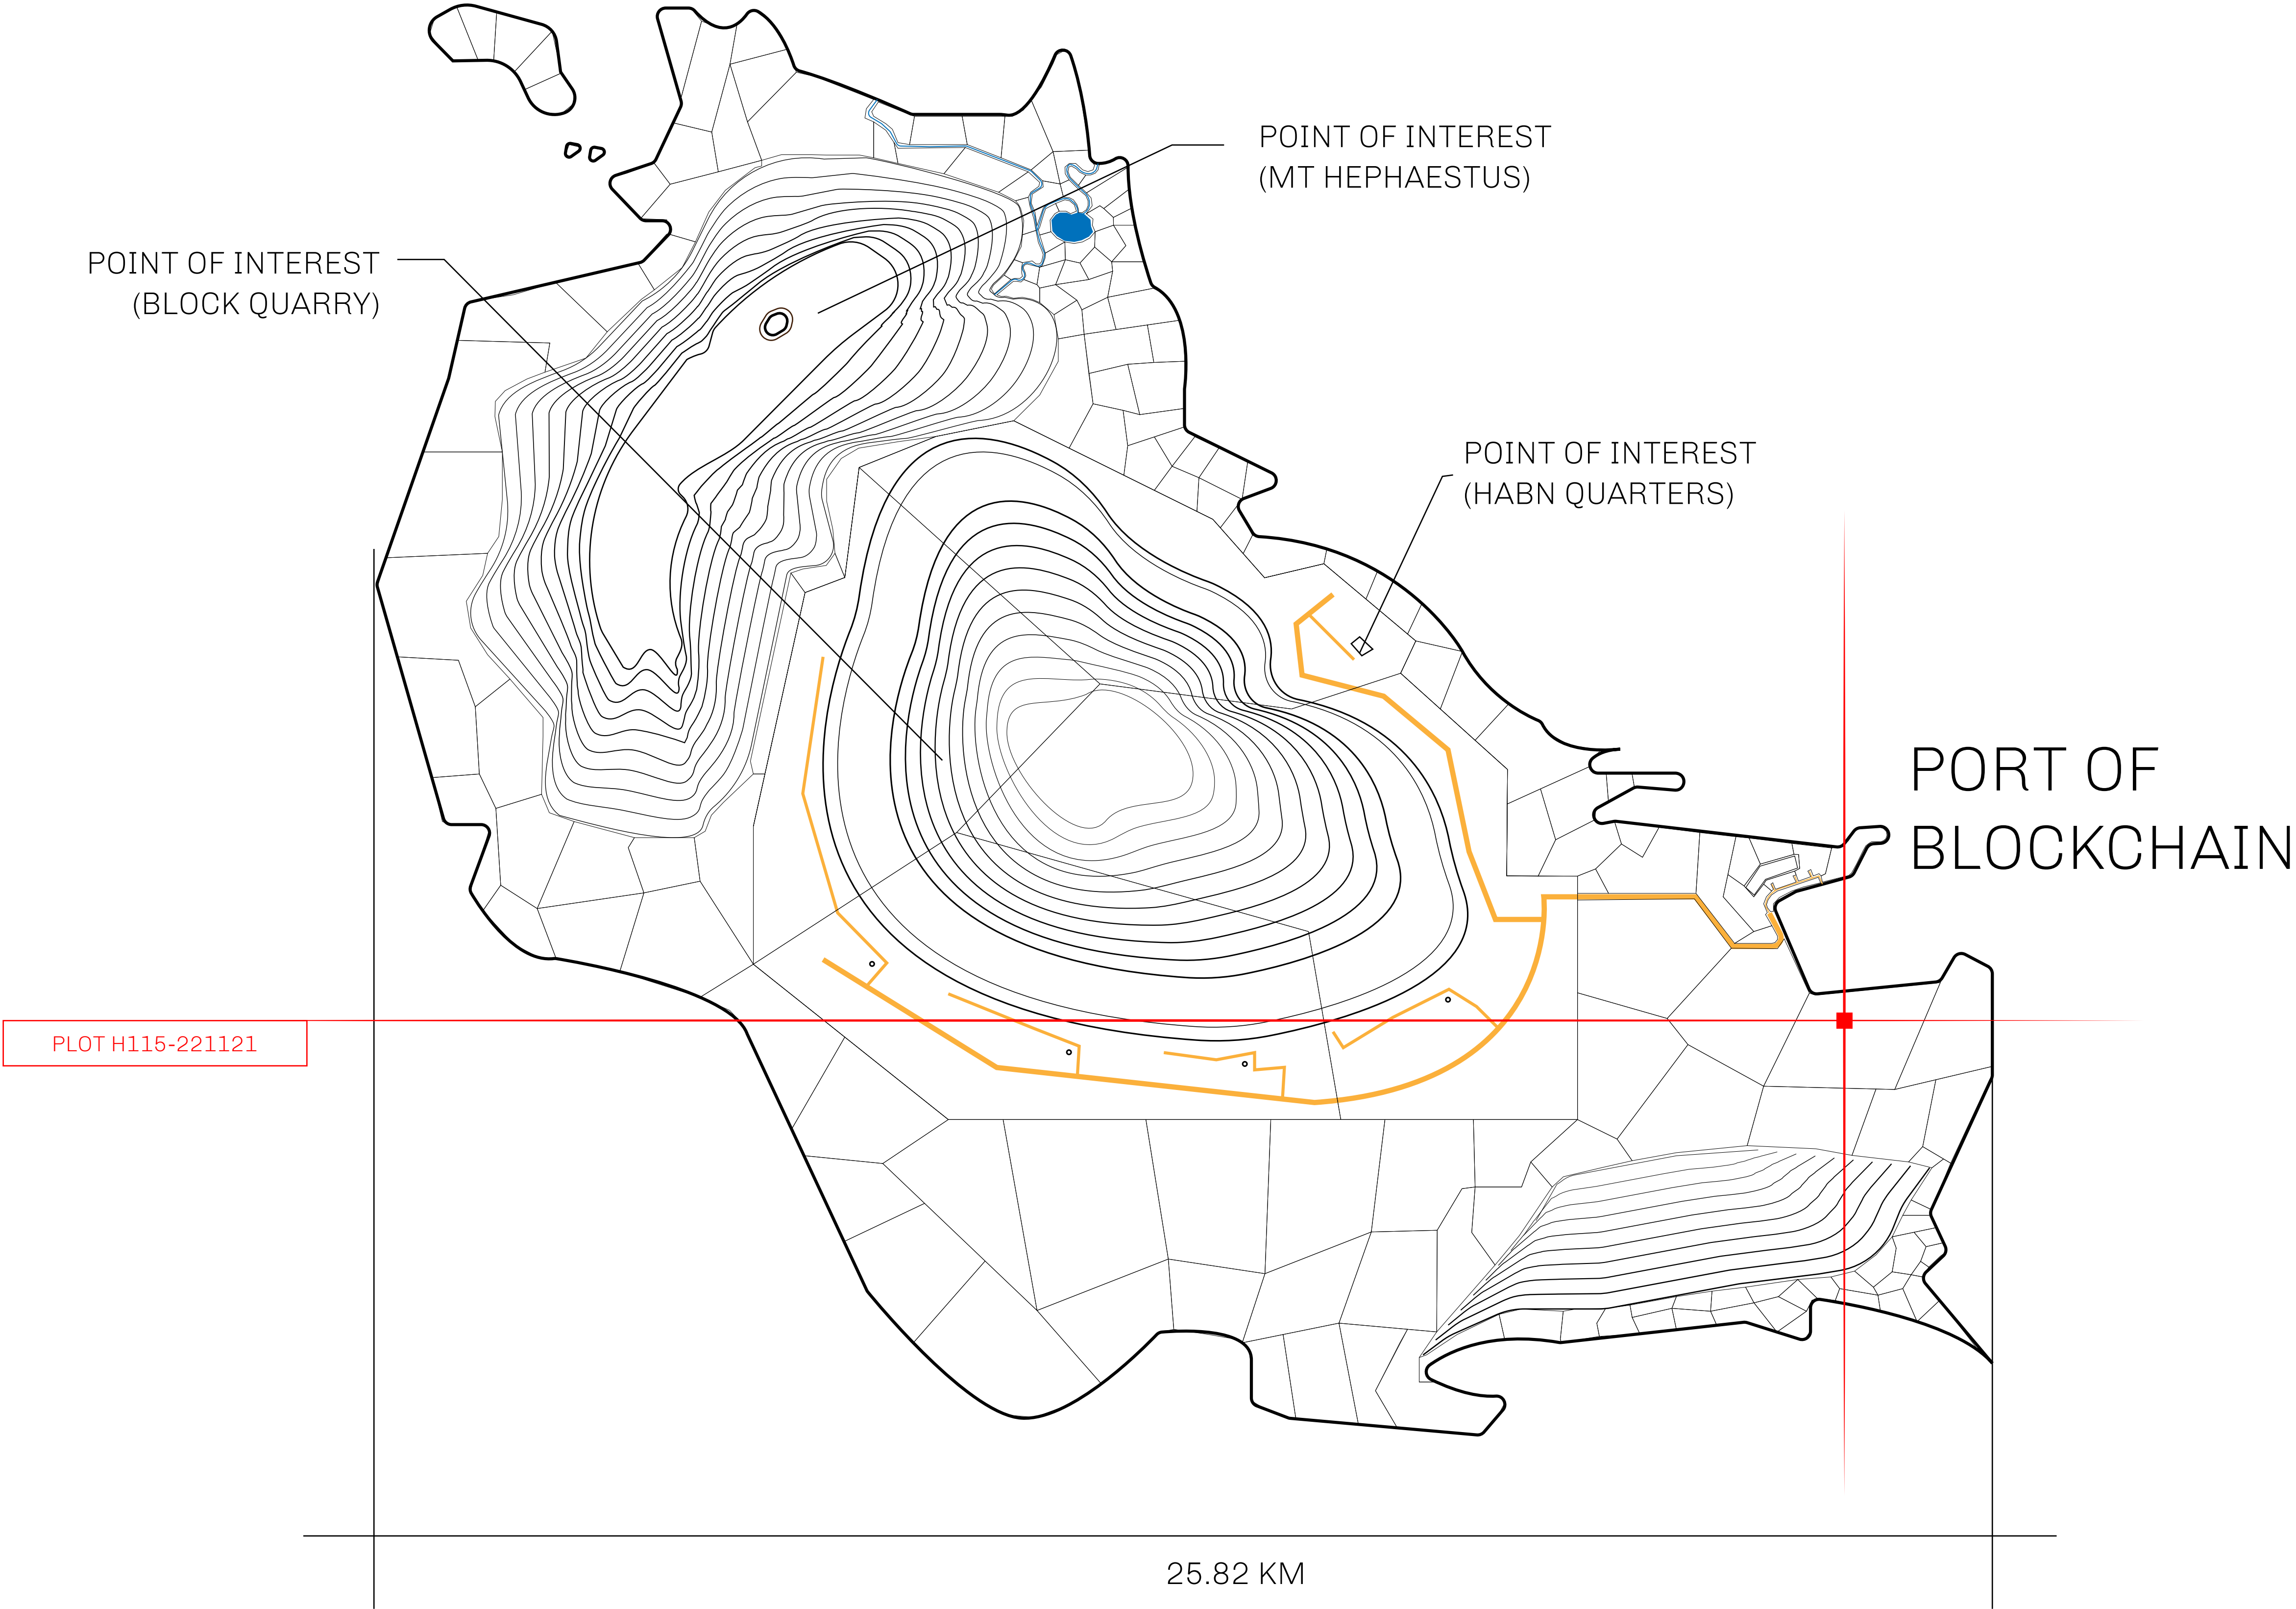 POINT OF INTEREST
(MT HEPHAESTUS)
POINT OF INTEREST
(BLOCK QUARRY)
POINT OF INTEREST
(HABN QUARTERS)
PORT OF
BLOCKCHAIN
PLOT H115-221121
25.82 KM